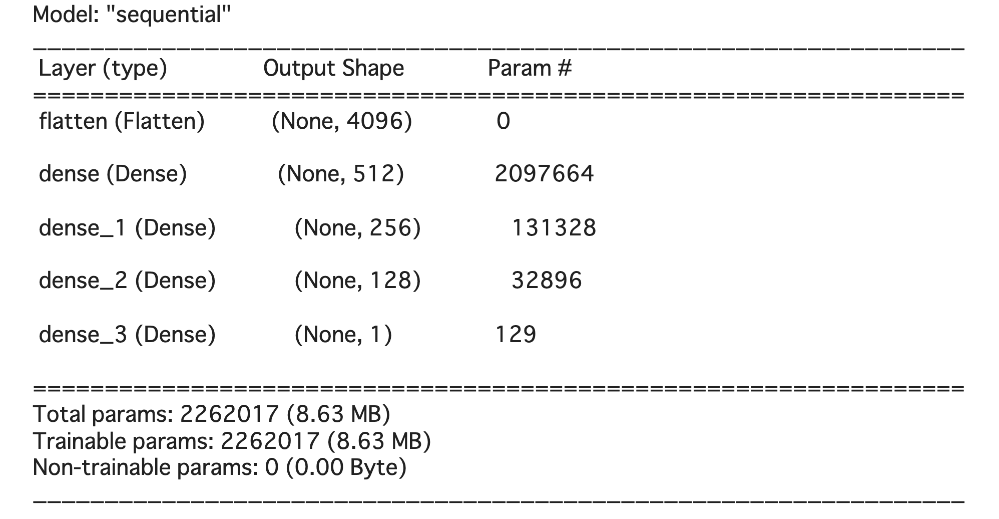 Model: "sequential"
_________________________________________________________________
Layer (type) Output Shape Param #
=================================================================
flatten (Flatten) (None, 4096) 0
dense (Dense) (None, 512) 2097664
dense_1 (Dense) (None, 256) 131328
dense_2 (Dense) (None, 128) 32896
dense_3 (Dense) (None, 1) 129
=================================================================
Total params: 2262017 (8.63 MB)
Trainable params: 2262017 (8.63 MB)
Non-trainable params: 0 (0.00 Byte)
_________________________________________________________________